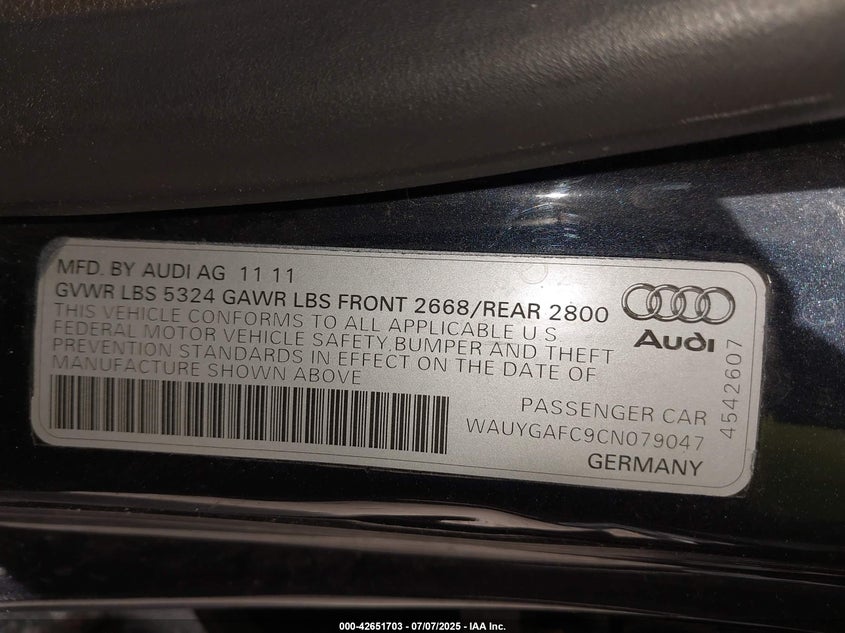 MFD. BY AUDI AG 11 11
GVWR LBS 5324 GAWR LBS FRONT 2668/REAR 2800
THIS VEHICLE CONFORMS TO ALL APPLICABLE U S
FEDERAL MOTOR VEHICLE SAFETY,BUMPER AND THEFT
PREVENTION STANDARDS IN EFFECT ON THE DATE OF
MANUFACTURE SHOWN ABOVE
Audi
4542607
PASSENGER CAR
WAUYGAFC9CN079047
GERMANY
000-42651703 / 07/07/2025 - IAA Inc.